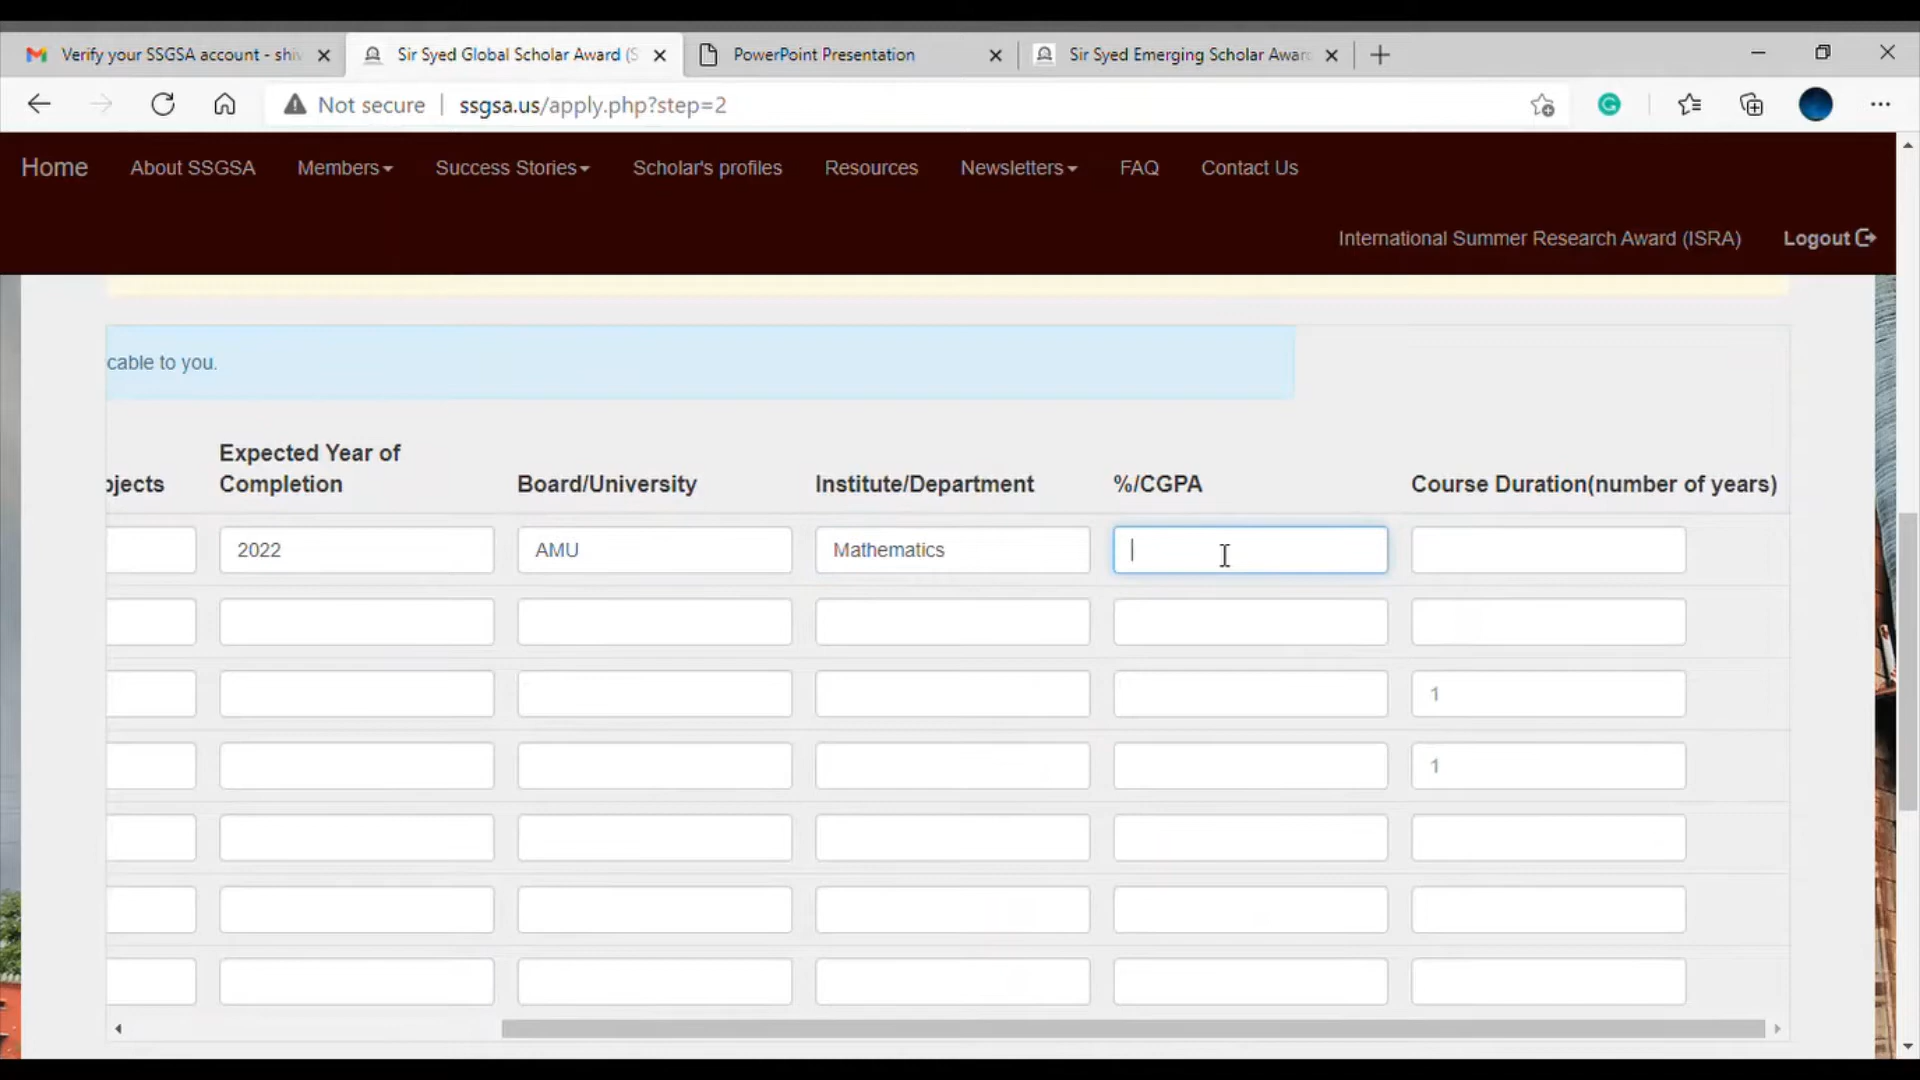 Verify your SSGSA account - shiv
Sir Syed Global Scholar Award (S
PowerPoint Presentation
Sir Syed Emerging Scholar Awar
Not secure
ssgsa.us/apply.php?step=2
Home
About SSGSA
Members
Success Stories
Scholar's profiles
Resources
Newsletters
FAQ
Contact Us
International Summer Research Award (ISRA)
Logout
cable to you.
bjects
Expected Year of
Completion
Board/University
Institute/Department
%/CGPA
Course Duration(number of years)
2022
AMU
Mathematics
1
1